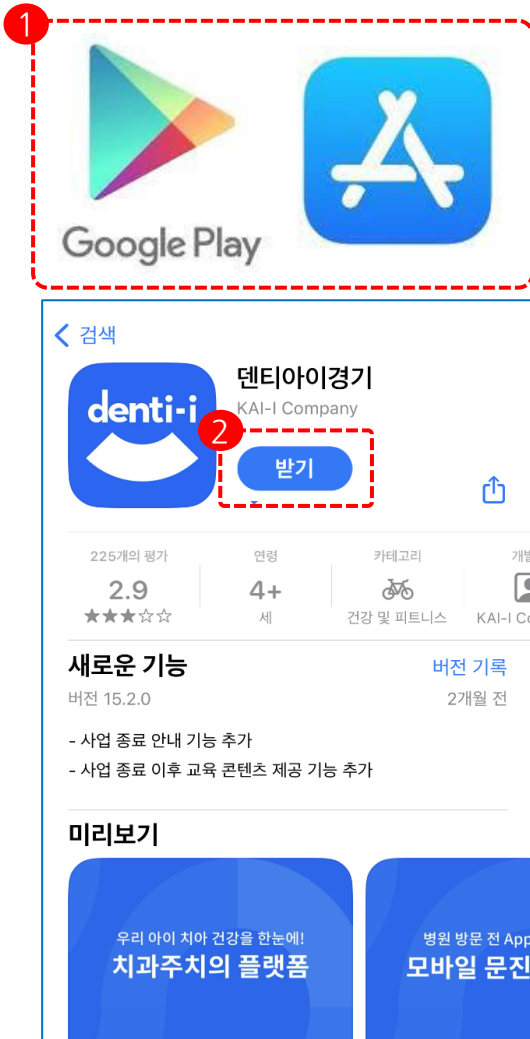 1
Google Play
검색
덴티아이경기
denti-i
KAI-I Company
2
받기
225개의 평가
연령
카테고리
2.9
4+
★★★☆☆
세
건강 및 피트니스
KAI-I
새로운 기능
버전 기록
버전 15.2.0
2개월 전
- 사업 종료 안내 기능 추가
- 사업 종료 이후 교육 콘텐츠 제공 기능 추가
미리보기
우리 아이 치아 건강을 한눈에!
치과주치의 플랫폼
병원 방문 전 App
모바일 문진